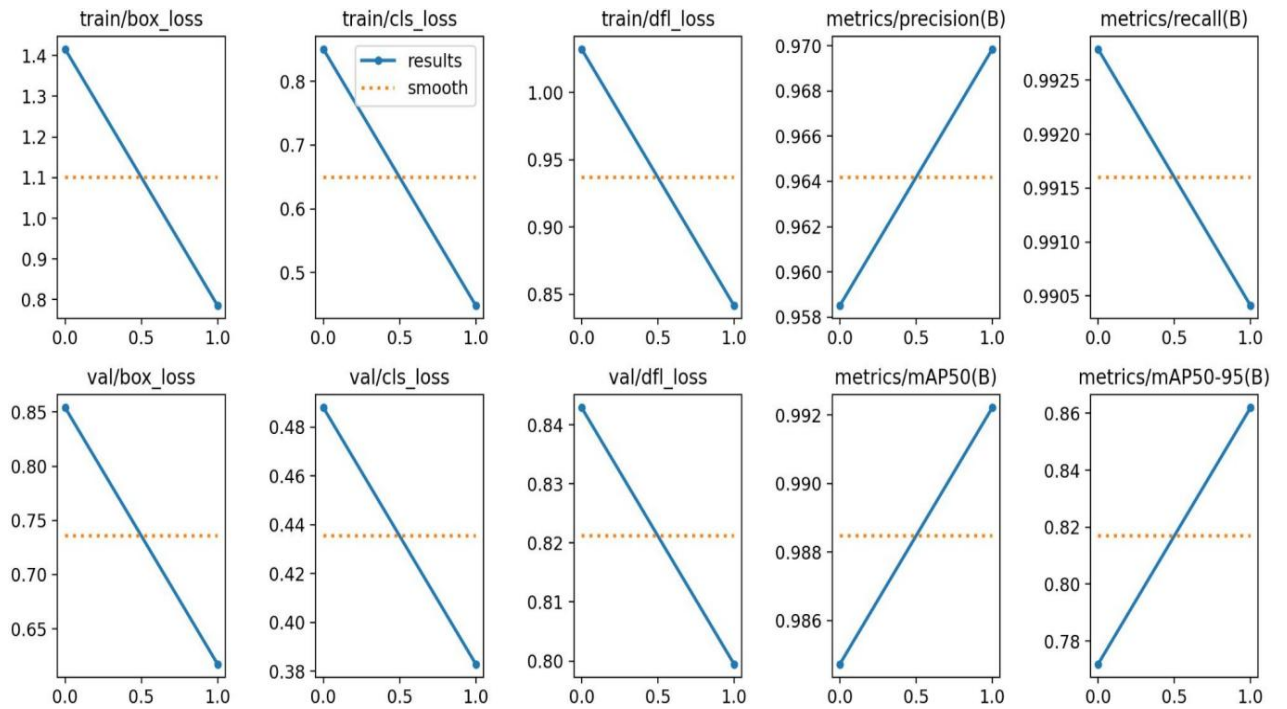 train/box_loss
1.4
1.3
1.2
1.1
1.0
0.9
0.8
0.0 0.5 1.0
train/cls_loss
results
smooth
0.8
0.7
0.6
0.5
0.0 0.5 1.0
train/dfl_loss
1.00
0.95
0.90
0.85
0.0 0.5 1.0
metrics/precision(B)
0.970
0.968
0.966
0.964
0.962
0.960
0.958
0.0 0.5 1.0
metrics/recall(B)
0.9925
0.9920
0.9915
0.9910
0.9905
0.0 0.5 1.0
val/box_loss
0.85
0.80
0.75
0.70
0.65
0.0 0.5 1.0
val/cls_loss
0.48
0.46
0.44
0.42
0.40
0.38
0.0 0.5 1.0
val/dfl_loss
0.84
0.83
0.82
0.81
0.80
0.0 0.5 1.0
metrics/mAP50(B)
0.992
0.990
0.988
0.986
0.0 0.5 1.0
metrics/mAP50-95(B)
0.86
0.84
0.82
0.80
0.78
0.0 0.5 1.0